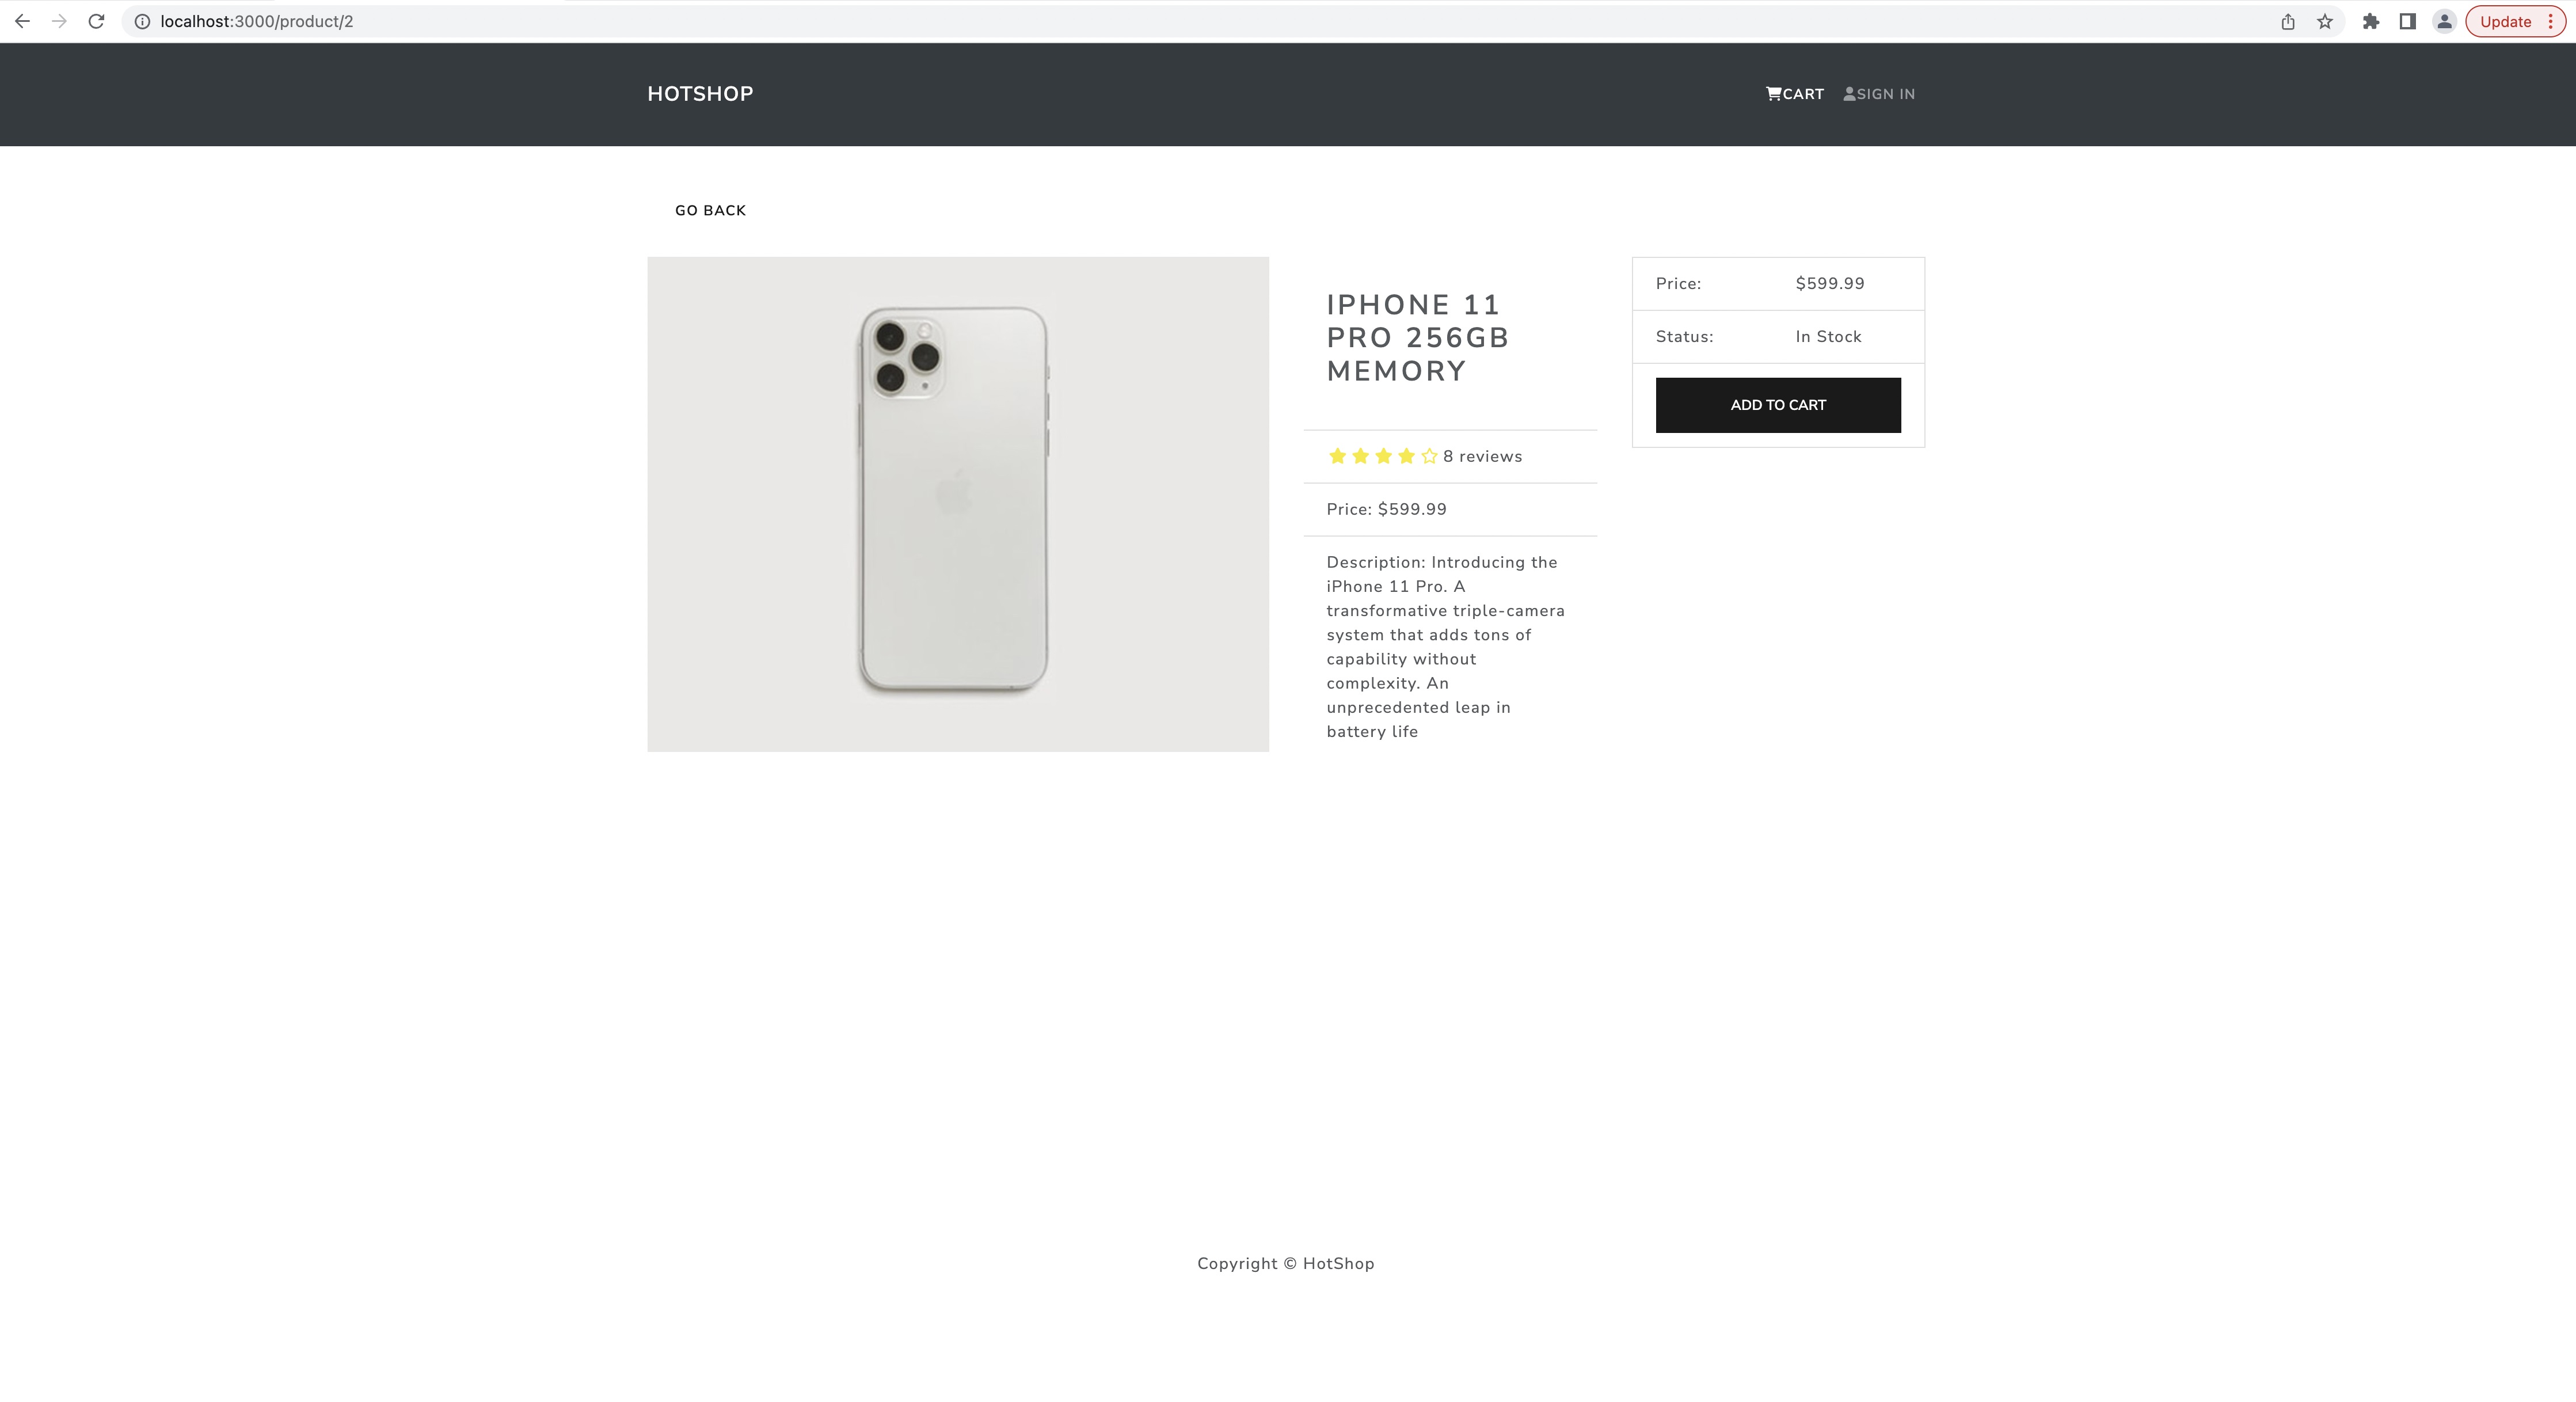 localhost:3000/product/2
Update
HOTSHOP
CART
SIGN IN
GO BACK
IPHONE 11
PRO 256GB
MEMORY
8 reviews
Price: $599.99
Description: Introducing the
iPhone 11 Pro. A
transformative triple-camera
system that adds tons of
capability without
complexity. An
unprecedented leap in
battery life
Price: $599.99
Status: In Stock
ADD TO CART
Copyright © HotShop